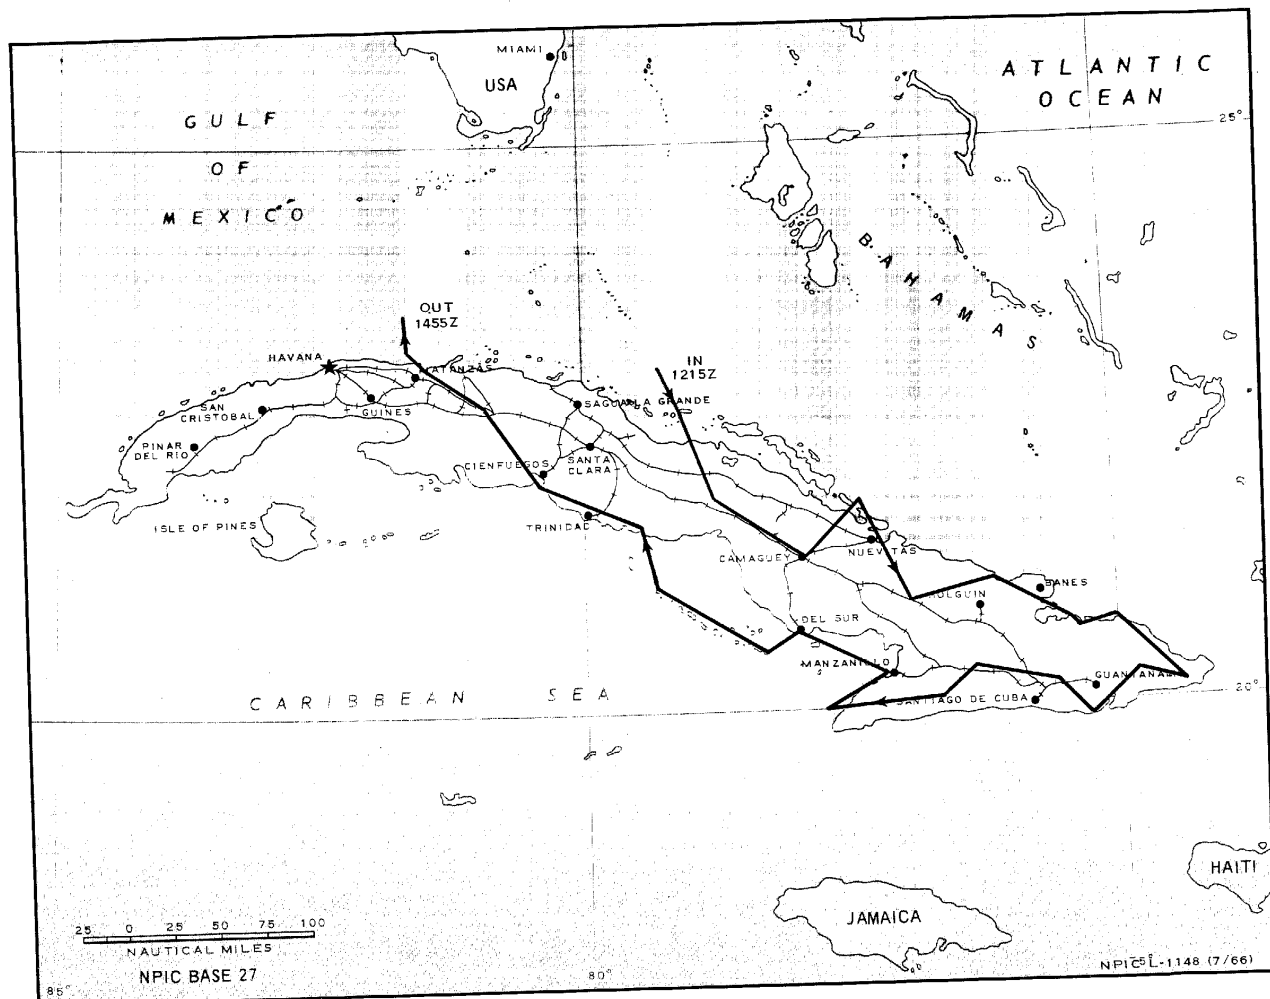 MIAMI
USA
ATLANTIC
OCEAN
25°
GULF
OF
MEXICO
BAHAMAS
OUT
1455Z
IN
1215Z
HAVANA
MATANZAS
SAN
CRISTOBAL
GUINES
SAGUA LA GRANDE
PINAR
DEL RIO
CIENFUEGOS
SANTA
CLARA
ISLE OF PINES
TRINIDAD
CAMAGUEY
NUEVITAS
BANES
HOLGUIN
DEL SUR
MANZANILLO
GUANTANAM
SANTIAGO DE CUBA
20°
CARIBBEAN SEA
HAITI
JAMAICA
25 0 25 50 75 100
NAUTICAL MILES
NPIC BASE 27
85°
80°
75°
NPIC L-1148 (7/66)